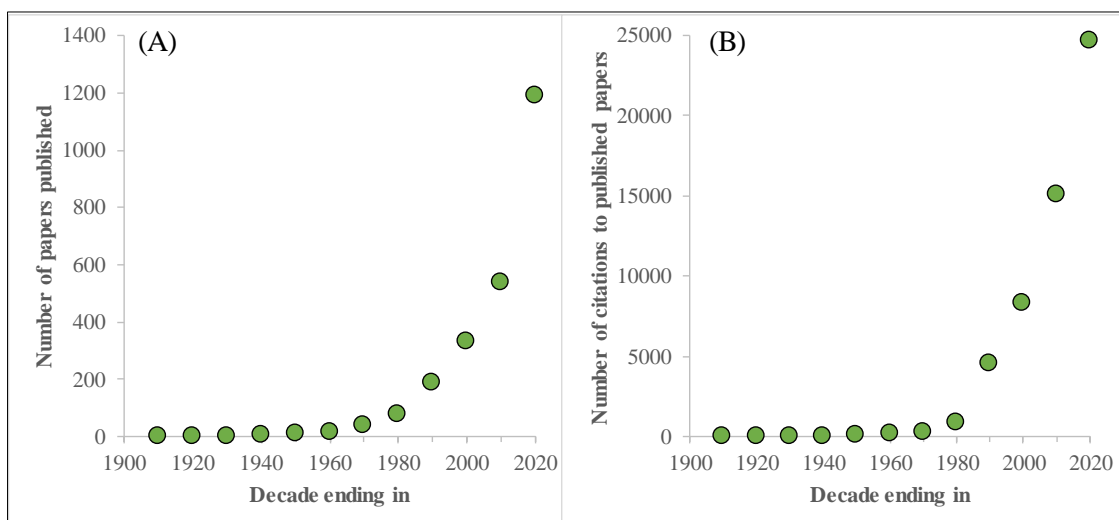 (A)
Number of papers published
1400
1200
1000
800
600
400
200
0
1900 1920 1940 1960 1980 2000 2020
Decade ending in
(B)
Number of citations to published papers
25000
20000
15000
10000
5000
0
1900 1920 1940 1960 1980 2000 2020
Decade ending in